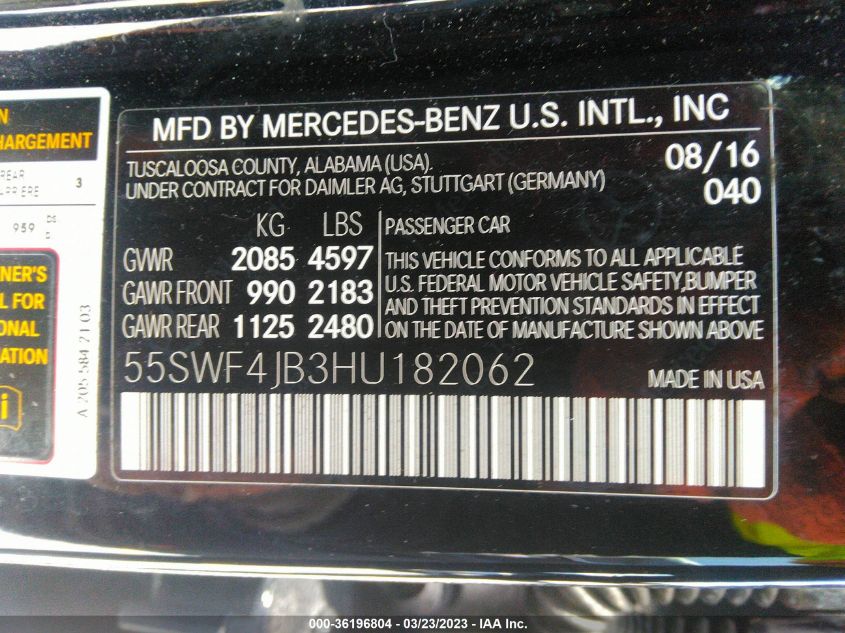 N
HARGEMENT
REAR
3
959
NER'S
L FOR
IONAL
ATION
i
A 205 584 21 03
MFD BY MERCEDES-BENZ U.S. INTL., INC
TUSCALOOSA COUNTY, ALABAMA (USA). 08/16
UNDER CONTRACT FOR DAIMLER AG, STUTTGART (GERMANY) 040
KG LBS
GVWR 2085 4597
GAWR FRONT 990 2183
GAWR REAR 1125 2480
PASSENGER CAR
THIS VEHICLE CONFORMS TO ALL APPLICABLE
U.S. FEDERAL MOTOR VEHICLE SAFETY,BUMPER
AND THEFT PREVENTION STANDARDS IN EFFECT
ON THE DATE OF MANUFACTURE SHOWN ABOVE
55SWF4JB3HU182062 MADE IN USA
000-36196804 - 03/23/2023 - IAA Inc.